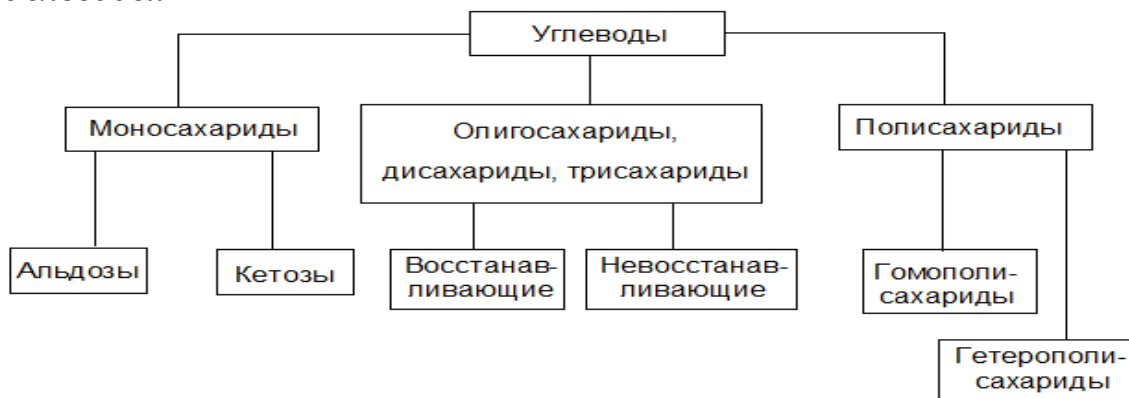 Углеводы
Моносахариды
Олигосахариды,
дисахариды, трисахариды
Полисахариды
Альдозы
Кетозы
Восстанав-
ливающие
Невосстанав-
ливающие
Гомополи-
сахариды
Гетерополи-
сахариды